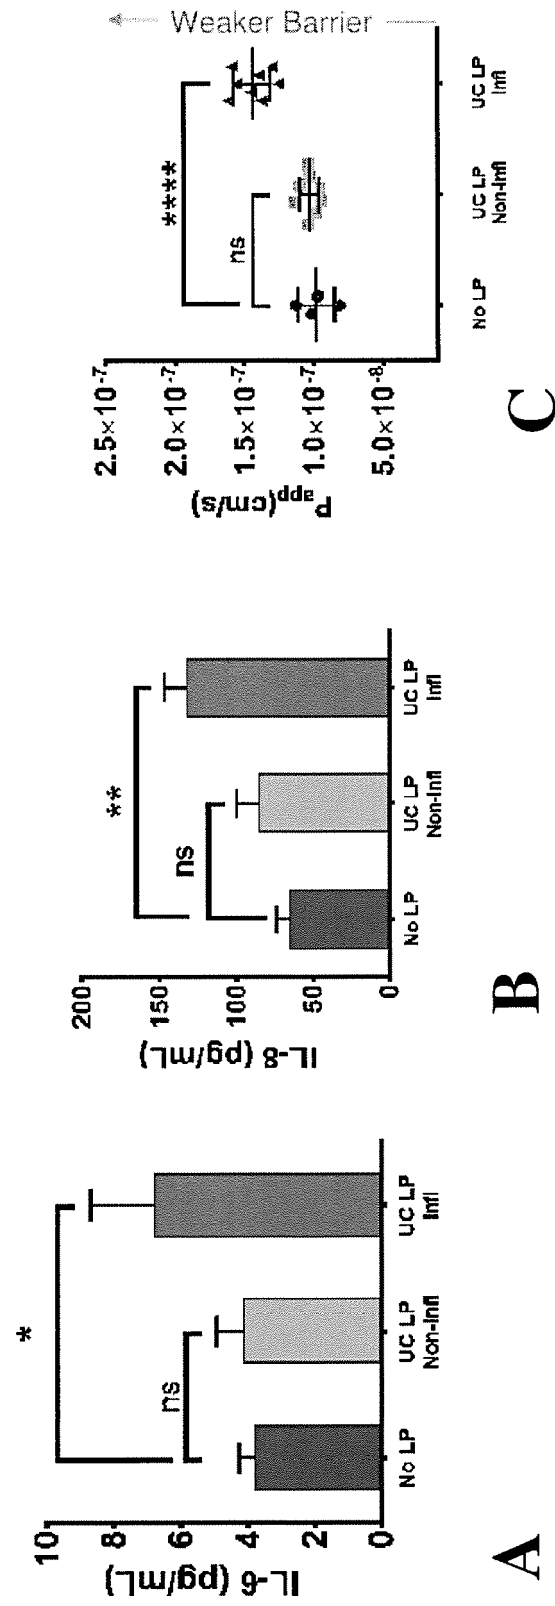 IL-6 (pg/mL)
10
8
6
4
2
0
*
ns
No LP
UC LP
Non-Infl
UC LP
Infl
A
IL-8 (pg/mL)
200
150
100
50
0
**
ns
No LP
UC LP
Non-Infl
UC LP
Infl
B
Papp(cm/s)
2.5×10-7
2.0×10-7
1.5×10-7
1.0×10-7
5.0×10-8
****
ns
No LP
UC LP
Non-Infl
UC LP
Infl
Weaker Barrier
C